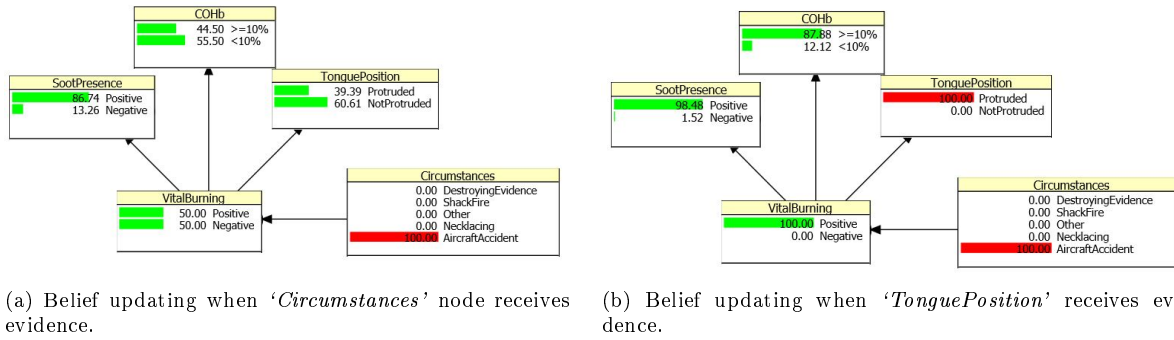 COHb
44.50 >=10%
55.50 <10%
SootPresence
86.74 Positive
13.26 Negative
TonguePosition
39.39 Protruded
60.61 NotProtruded
VitalBurning
50.00 Positive
50.00 Negative
Circumstances
0.00 DestroyingEvidence
0.00 ShackFire
0.00 Other
0.00 Necklacing
100.00 AircraftAccident
(a) Belief updating when ‘Circumstances’ node receives
evidence.
COHb
87.88 >=10%
12.12 <10%
SootPresence
98.48 Positive
1.52 Negative
TonguePosition
100.00 Protruded
0.00 NotProtruded
VitalBurning
100.00 Positive
0.00 Negative
Circumstances
0.00 DestroyingEvidence
0.00 ShackFire
0.00 Other
0.00 Necklacing
100.00 AircraftAccident
(b) Belief updating when ‘TonguePosition’ receives ev
dence.